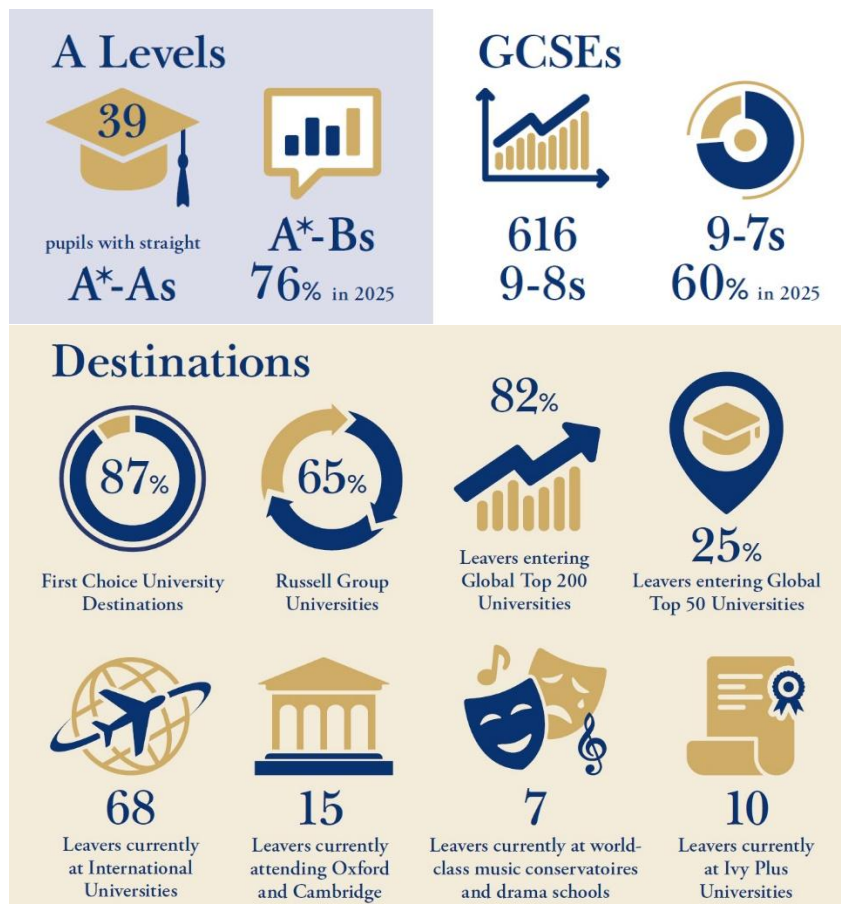 A Levels
39
pupils with straight
A*-As
A*-Bs
76% in 2025
GCSEs
616
9-8s
9-7s
60% in 2025
Destinations
87%
First Choice University
Destinations
65%
Russell Group
Universities
82%
Leavers entering
Global Top 200
Universities
25%
Leavers entering Global
Top 50 Universities
68
Leavers currently
at International
Universities
15
Leavers currently
attending Oxford
and Cambridge
7
Leavers currently at world-
class music conservatoires
and drama schools
10
Leavers currently
at Ivy Plus
Universities